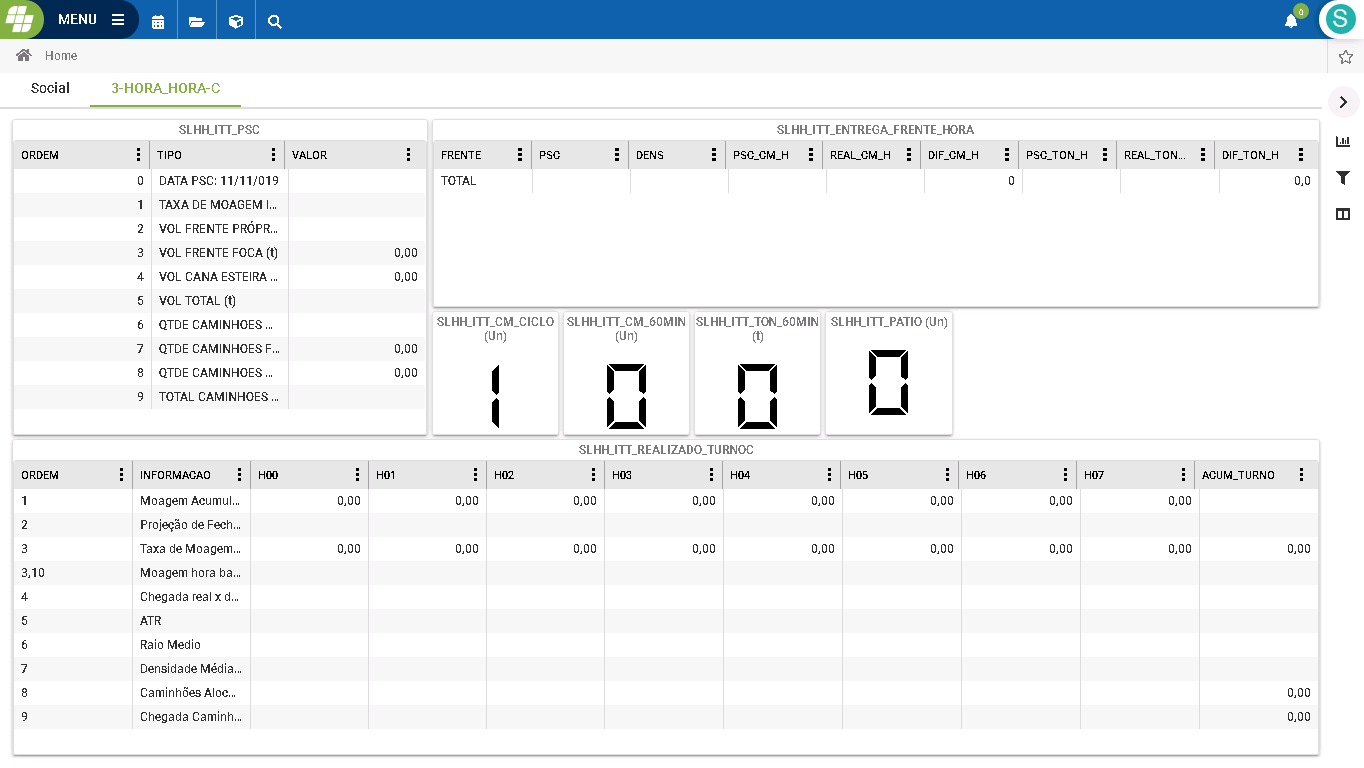 MENU
0
S
Home
Social 3-HORA_HORA-C
SLHH_ITT_PSC
ORDEM TIPO VALOR
0 DATA PSC: 11/11/019
1 TAXA DE MOAGEM I...
2 VOL FRENTE PRÓPR...
3 VOL FRENTE FOCA (t) 0,00
4 VOL CANA ESTEIRA ... 0,00
5 VOL TOTAL (t)
6 QTDE CAMINHOES ...
7 QTDE CAMINHOES F... 0,00
8 QTDE CAMINHOES ... 0,00
9 TOTAL CAMINHOES ...
SLHH_ITT_ENTREGA_FRENTE_HORA
FRENTE PSC DENS PSC_CM_H REAL_CM_H DIF_CM_H PSC_TON_H REAL_TON... DIF_TON_H
TOTAL 0 0,0
SLHH_ITT_CM_CICLO
(Un)
1
SLHH_ITT_CM_60MIN
(Un)
0
SLHH_ITT_TON_60MIN
(t)
0
SLHH_ITT_PATIO (Un)
0
SLHH_ITT_REALIZADO_TURNOC
ORDEM INFORMACAO H00 H01 H02 H03 H04 H05 H06 H07 ACUM_TURNO
1 Moagem Acumul... 0,00 0,00 0,00 0,00 0,00 0,00 0,00 0,00
2 Projeção de Fech...
3 Taxa de Moagem... 0,00 0,00 0,00 0,00 0,00 0,00 0,00 0,00 0,00
3,10 Moagem hora ba...
4 Chegada real x d...
5 ATR
6 Raio Medio
7 Densidade Média...
8 Caminhões Aloc... 0,00
9 Chegada Caminh... 0,00